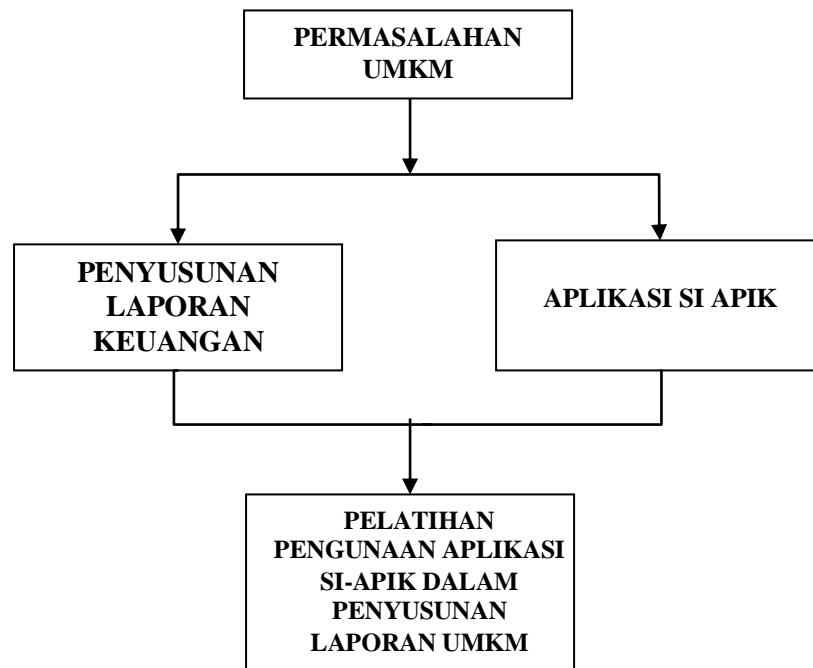 PERMASALAHAN
UMKM
PENYUSUNAN
LAPORAN
KEUANGAN
APLIKASI SI APIK
PELATIHAN
PENGUNAAN APLIKASI
SI-APIK DALAM
PENYUSUNAN
LAPORAN UMKM